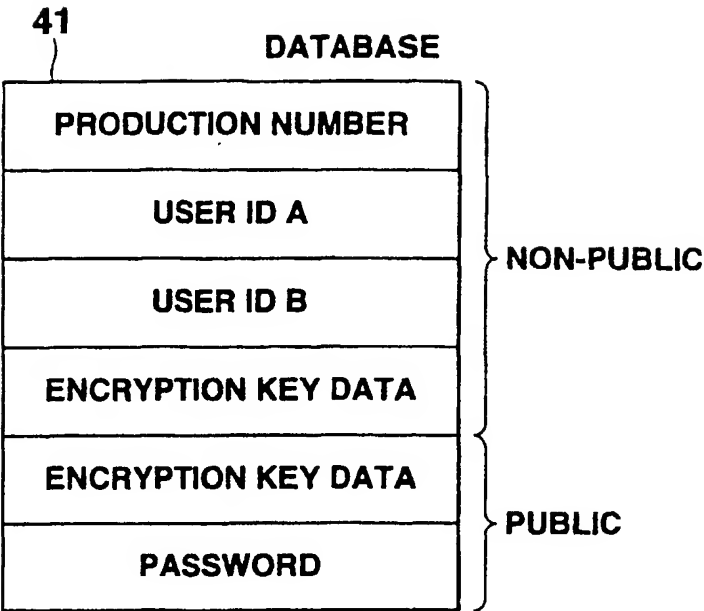 41
DATABASE
PRODUCTION NUMBER
USER ID A
USER ID B
NON-PUBLIC
ENCRYPTION KEY DATA
ENCRYPTION KEY DATA
PUBLIC
PASSWORD